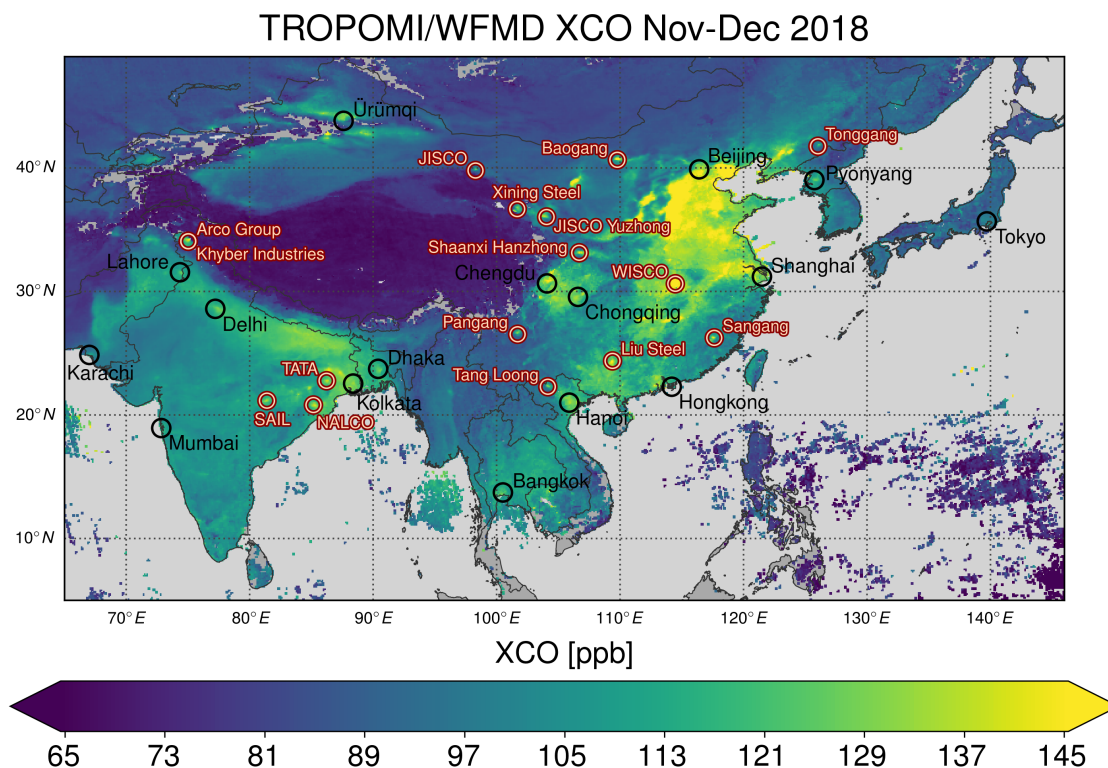 TROPOMI/WFMD XCO Nov-Dec 2018
Ürümqi
Tonggang
Baogang
Beijing
JISCO
40°N
Pyonyang
Xining Steel
JISCO Yuzhong
Arco Group
Tokyo
Shaanxi Hanzhong
Khyber Industries
Lahore
Shanghai
WISCO
Chengdu
30°N
Chongqing
Delhi
Pangang
Sangang
Liu Steel
Dhaka
Karachi
TATA
Tang Loong
Kolkata
Hongkong
20°N
SAIL
NALCO
Hanoi
Mumbai
Bangkok
10°N
70°E 80°E 90°E 100°E 110°E 120°E 130°E 140°E
XCO [ppb]
65 73 81 89 97 105 113 121 129 137 145